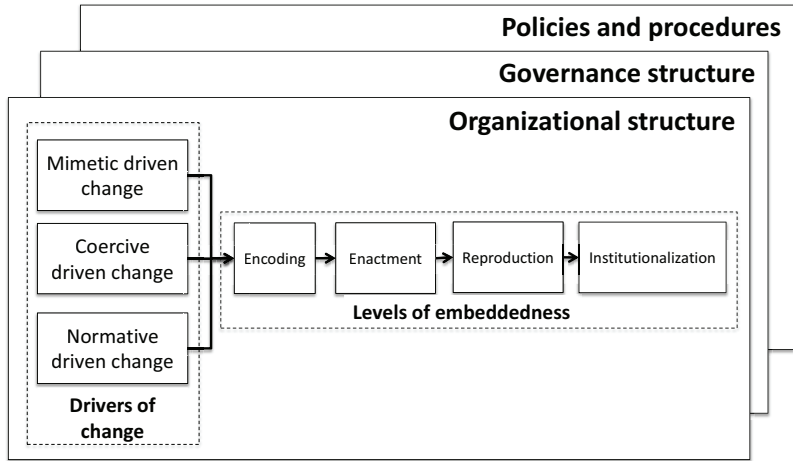 Policies and procedures
Governance structure
Organizational structure
Mimetic driven
change
Coercive
driven change
Normative
driven change
Drivers of
change
Encoding
Enactment
Reproduction
Institutionalization
Levels of embeddedness